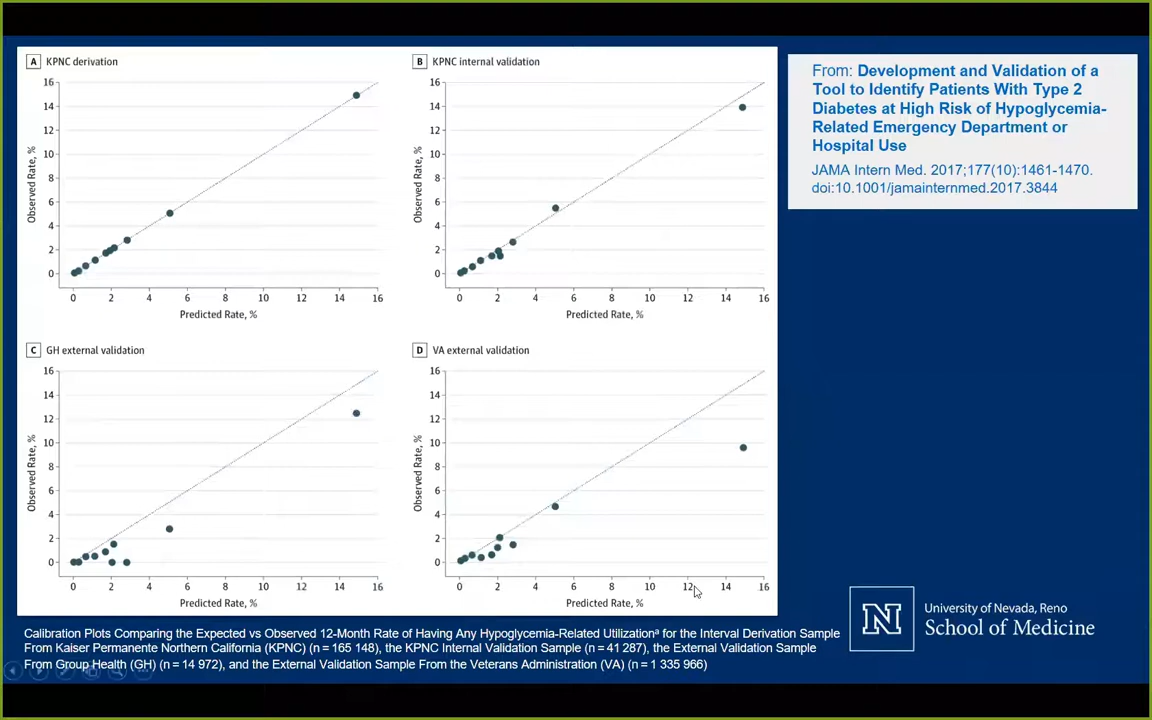 A KPNC derivation
16
14
12
10
8
6
4
2
0
Observed Rate, %
0 2 4 6 8 10 12 14 16
Predicted Rate, %
B KPNC internal validation
16
14
12
10
8
6
4
2
0
Observed Rate, %
0 2 4 6 8 10 12 14 16
Predicted Rate, %
C GH external validation
16
14
12
10
8
6
4
2
0
Observed Rate, %
0 2 4 6 8 10 12 14 16
Predicted Rate, %
D VA external validation
16
14
12
10
8
6
4
2
0
Observed Rate, %
0 2 4 6 8 10 12 14 16
Predicted Rate, %
From: Development and Validation of a
Tool to Identify Patients With Type 2
Diabetes at High Risk of Hypoglycemia-
Related Emergency Department or
Hospital Use
JAMA Intern Med. 2017;177(10):1461-1470.
doi:10.1001/jamainternmed.2017.3844
Calibration Plots Comparing the Expected vs Observed 12-Month Rate of Having Any Hypoglycemia-Related Utilizationᵃ for the Interval Derivation Sample
From Kaiser Permanente Northern California (KPNC) (n = 165 148), the KPNC Internal Validation Sample (n = 41 287), the External Validation Sample
From Group Health (GH) (n = 14 972), and the External Validation Sample From the Veterans Administration (VA) (n = 1 335 966)
N
University of Nevada, Reno
School of Medicine